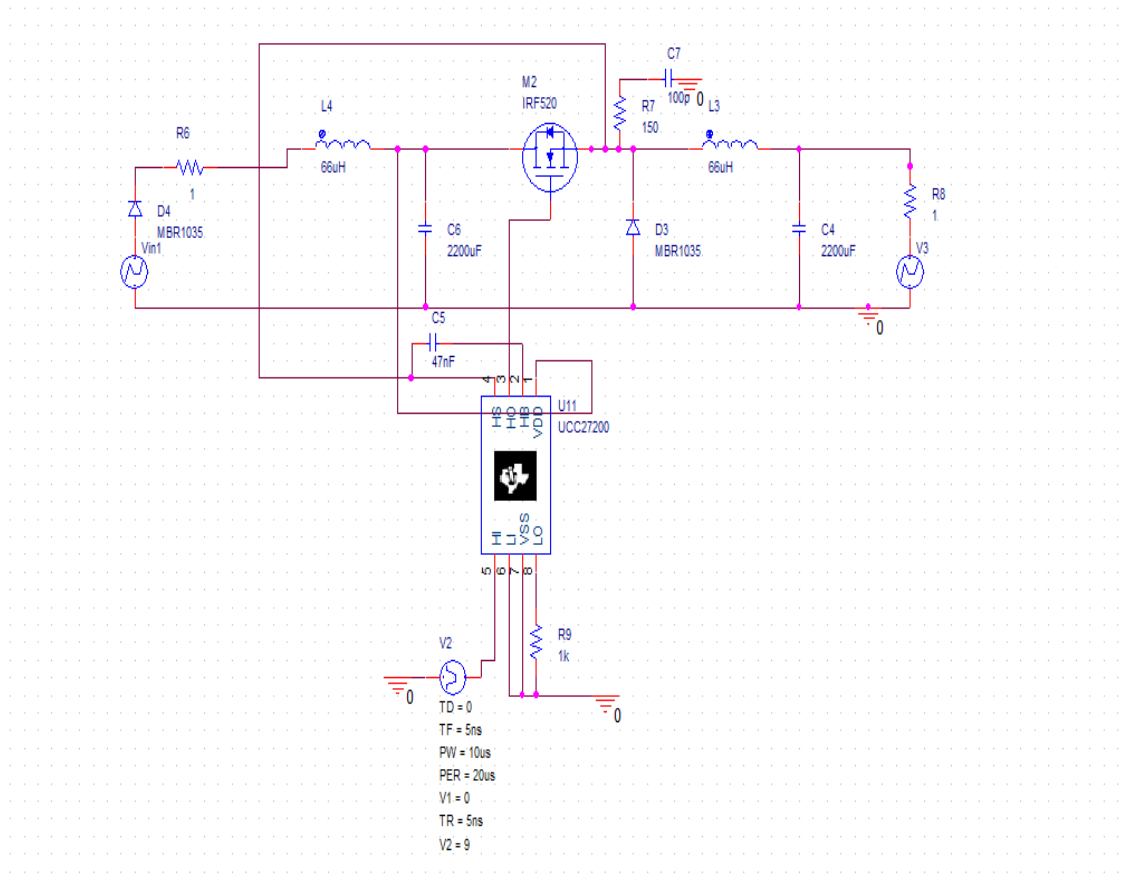 C7
0
100p
M2
IRF520
R7
150
L3
66uH
L4
66uH
R6
1
D4
MBR1035
Vin1
C6
2200uF
D3
MBR1035
C4
2200uF
R8
1
V3
0
C5
47nF
4
3
2
1
HS
HO
HB
VDD
U11
UCC27200
HI
LI
VSS
LO
5
6
7
8
R9
1k
0
V2
0
TD = 0
TF = 5ns
PW = 10us
PER = 20us
V1 = 0
TR = 5ns
V2 = 9